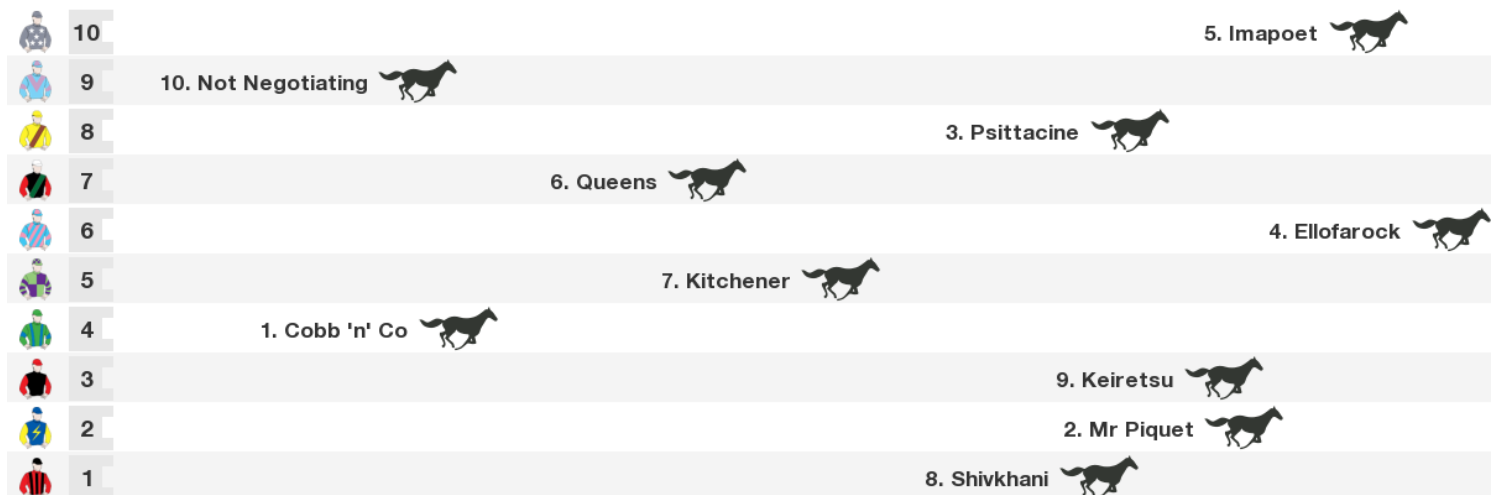 10 5. Imapoet
9 10. Not Negotiating
8 3. Psittacine
7 6. Queens
6 4. Ellofarock
5 7. Kitchener
4 1. Cobb 'n' Co
3 9. Keiretsu
2 2. Mr Piquet
1 8. Shivkhani